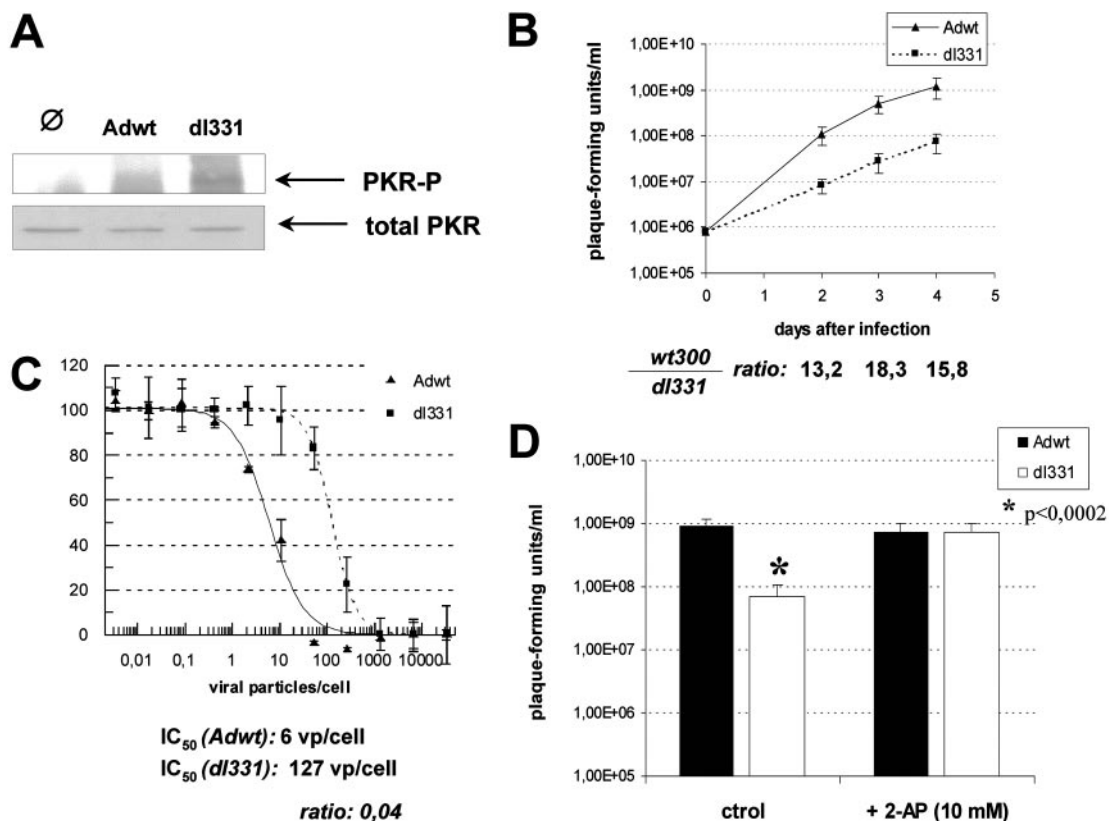 A
Ø Adwt dl331
PKR-P
total PKR
B
Adwt
dl331
plaque-forming units/ml
1,00E+10
1,00E+09
1,00E+08
1,00E+07
1,00E+06
1,00E+05
0 1 2 3 4 5
days after infection
wt300
dl331
ratio: 13,2 18,3 15,8
C
Adwt
dl331
120
100
80
60
40
20
0
0,01 0,1 1 10 100 1000 10000
viral particles/cell
IC50 (Adwt): 6 vp/cell
IC50 (dl331): 127 vp/cell
ratio: 0,04
D
Adwt
dl331
* p<0,0002
plaque-forming units/ml
1,00E+10
1,00E+09
1,00E+08
1,00E+07
1,00E+06
1,00E+05
*
ctrol + 2-AP (10 mM)